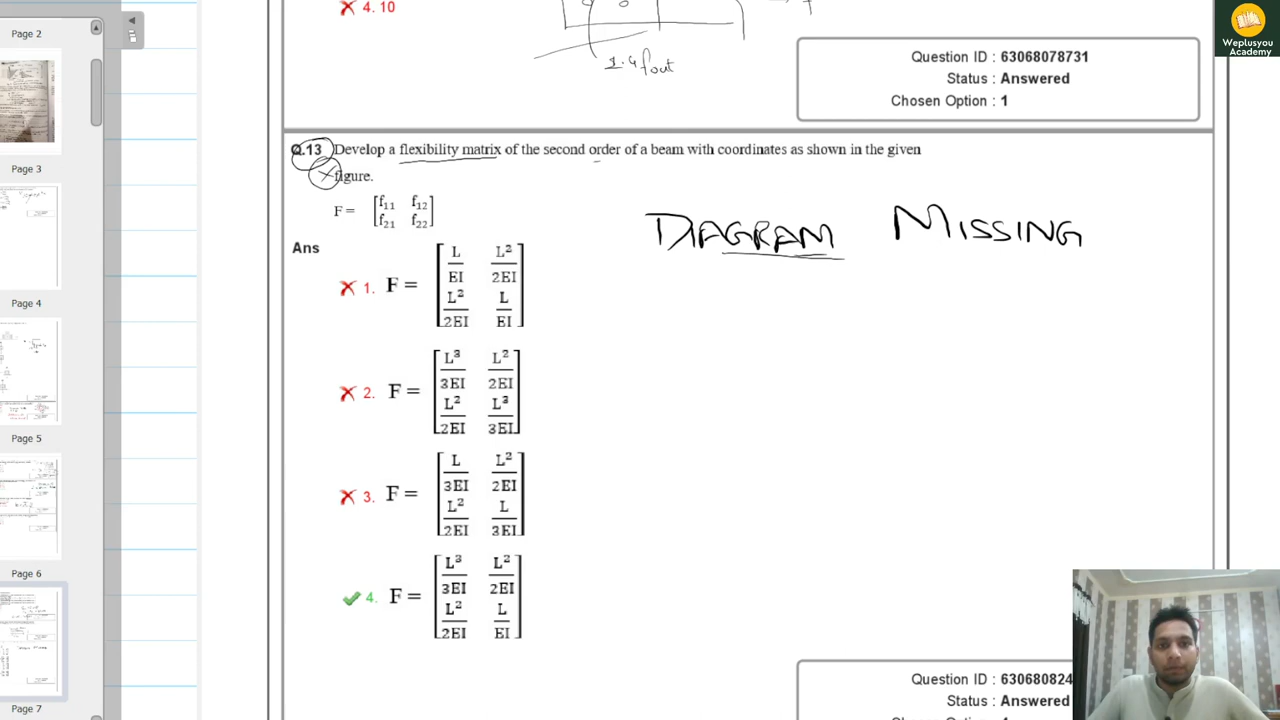 Page 2
Page 3
Page 4
Page 5
Page 6
Page 7
4. 10
1.4 fout
Weplusyou
Academy
Question ID : 63068078731
Status : Answered
Chosen Option : 1
Q.13 Develop a flexibility matrix of the second order of a beam with coordinates as shown in the given
figure.
F = [f11 f12
f21 f22]
DIAGRAM MISSING
Ans
1. F = [L/EI L²/2EI
L²/2EI L/EI]
2. F = [L³/3EI L²/2EI
L²/2EI L³/3EI]
3. F = [L/3EI L²/2EI
L²/2EI L/3EI]
4. F = [L³/3EI L²/2EI
L²/2EI L/EI]
Question ID : 630680824
Status : Answered